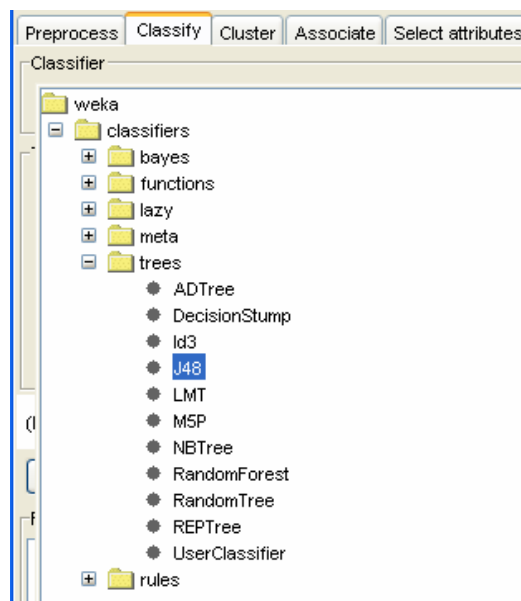 Preprocess Classify Cluster Associate Select attributes
Classifier
weka
classifiers
bayes
functions
lazy
meta
trees
ADTree
DecisionStump
Id3
J48
LMT
M5P
NBTree
RandomForest
RandomTree
REPTree
UserClassifier
rules